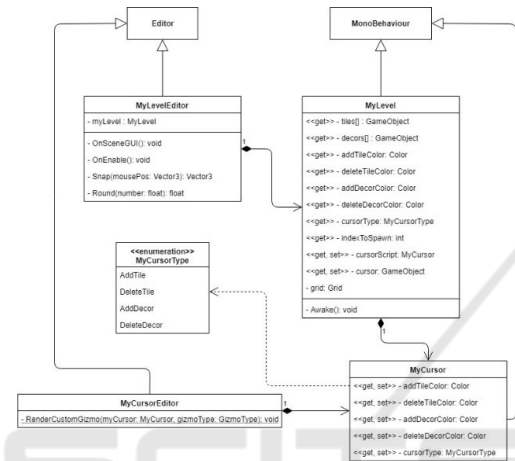 Editor
MonoBehaviour
MyLevelEditor
- myLevel : MyLevel
- OnSceneGUI(): void
- OnEnable(): void
- Snap(mousePos: Vector3): Vector3
- Round(number: float): float
1
MyLevel
<<get>> - tiles[] : GameObject
<<get>> - decors[] : GameObject
<<get>> - addTileColor: Color
<<get>> - deleteTileColor: Color
<<get>> - addDecorColor: Color
<<get>> - deleteDecorColor: Color
<<get>> - cursorType: MyCursorType
<<get>> - indexToSpawn: int
<<get, set>> - cursorScript: MyCursor
<<get, set>> - cursor: GameObject
- grid: Grid
- Awake(): void
1
<<enumeration>>
MyCursorType
AddTile
DeleteTile
AddDecor
DeleteDecor
MyCursor
<<get, set>> - addTileColor: Color
<<get, set>> - deleteTileColor: Color
<<get, set>> - addDecorColor: Color
<<get, set>> - deleteDecorColor: Color
<<get, set>> - cursorType: MyCursorType
MyCursorEditor
- RenderCustomGizmo(myCursor: MyCursor, gizmoType: GizmoType): void
1